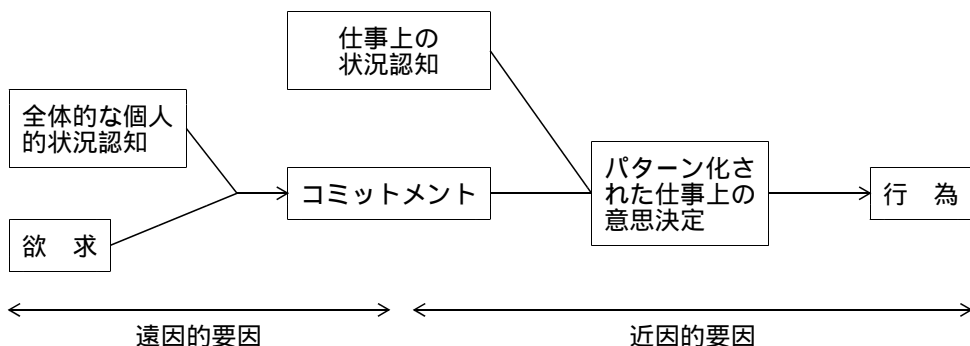 仕事上の
状況認知
全体的な個人
的状況認知
コミットメント
欲　求
パターン化さ
れた仕事上の
意思決定
行　為
遠因的要因
近因的要因